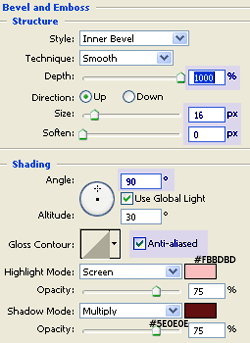 Bevel and Emboss
Structure
Style: Inner Bevel
Technique: Smooth
Depth: 1000 %
Direction: Up Down
Size: 16 px
Soften: 0 px
Shading
Angle: 90 °
Use Global Light
Altitude: 30 °
Gloss Contour: Anti-aliased
#FBBDBD
Highlight Mode: Screen
Opacity: 75 %
Shadow Mode: Multiply
#5E0E0E
Opacity: 75 %